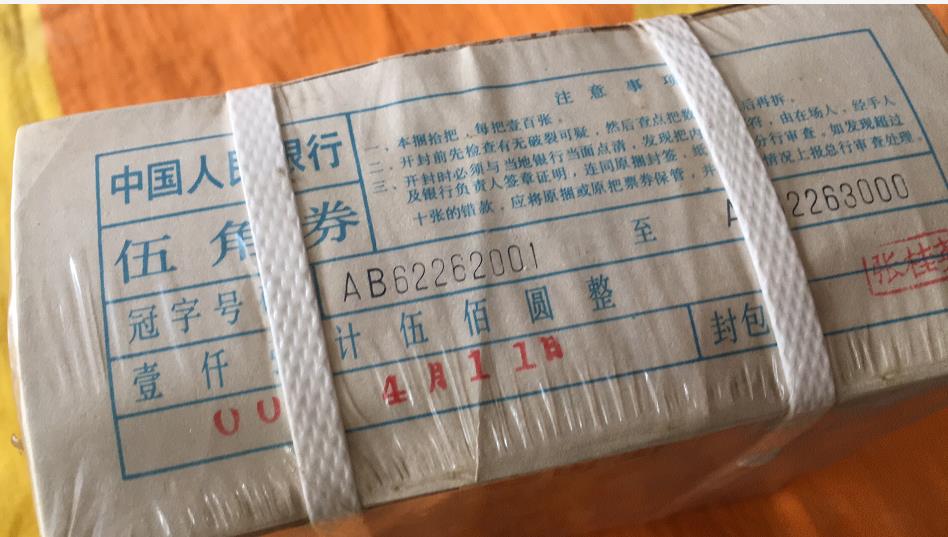 中国人民银行
伍角券
注意事项
一、本捆拾把，每把壹百张。
二、开封前先检查有无破裂可疑，然后查点把数 后再拆。
三、开封时必须与当地银行当面点清，发现把内 符，由在场人，经手人
及银行负责人签章证明，连同原捆封签，纸 分行审查，如发现超过
十张的错款，应将原捆或原把票券保管，并 情况上报总行审查处理。
冠字号
AB62262001 至 A 2263000
壹仟 计伍佰圆整
封包
00 4月11日
张桂